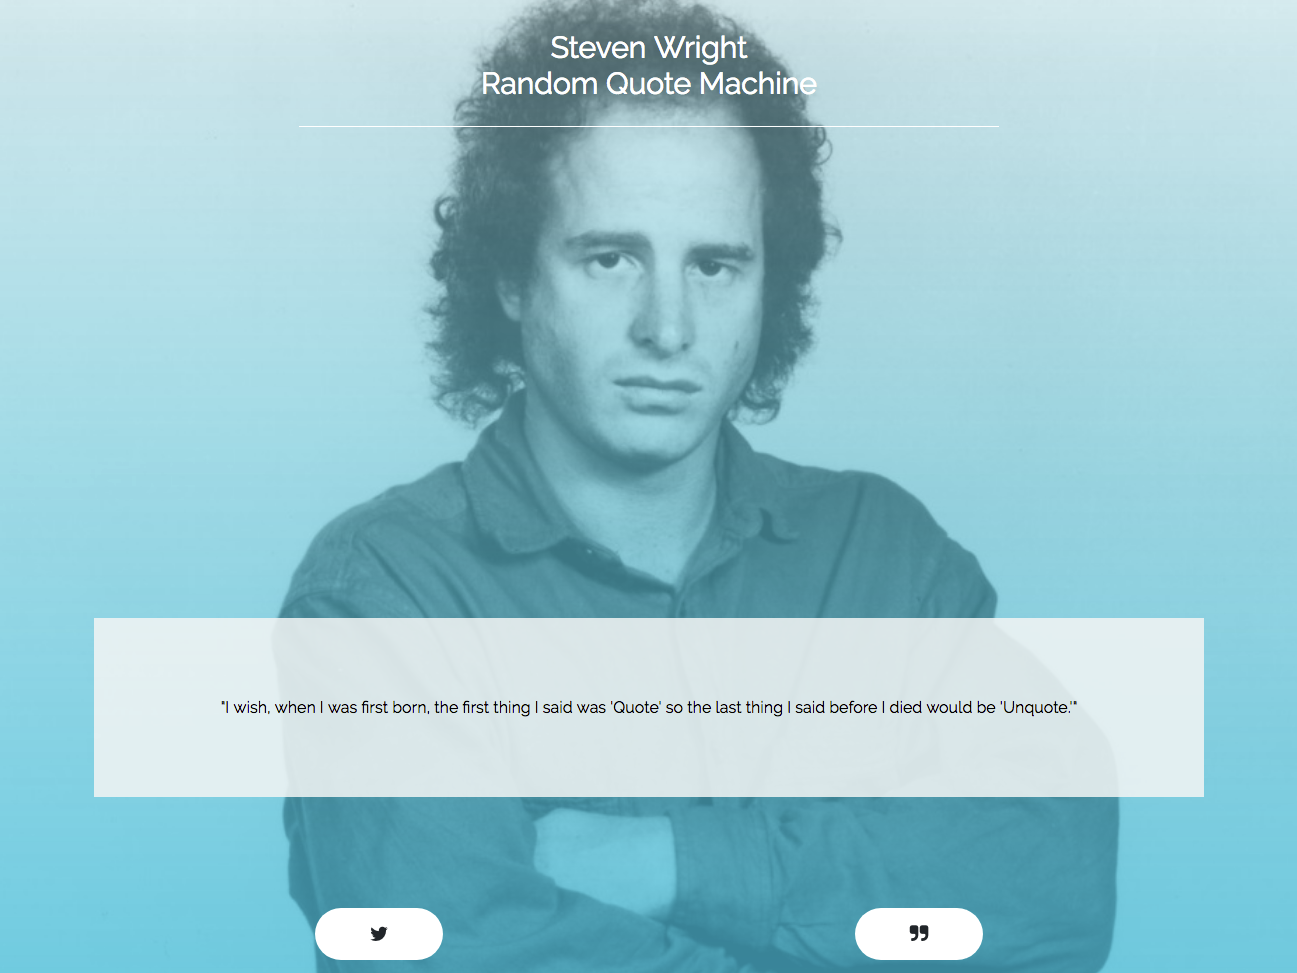 Steven Wright
Random Quote Machine
"I wish, when I was first born, the first thing I said was 'Quote' so the last thing I said before I died would be 'Unquote.'"